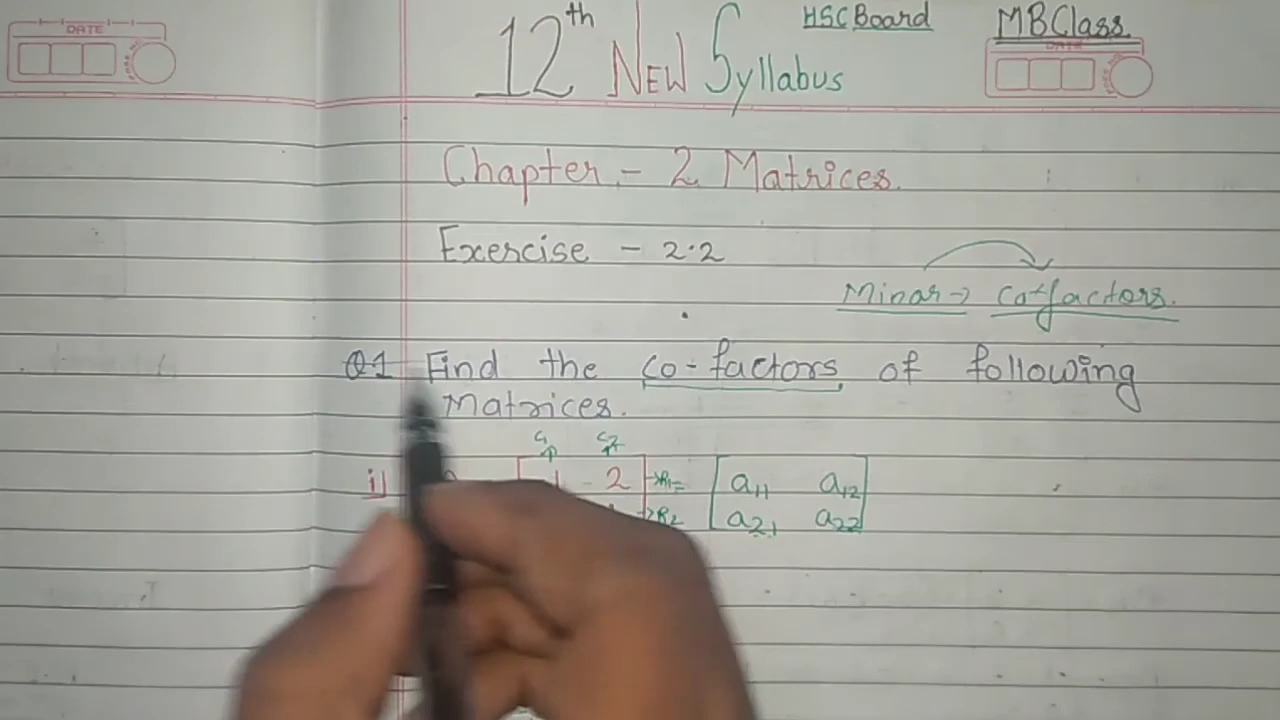 12th New Syllabus HSC Board MBClass
DATE
DATE
Chapter - 2 Matrices.
Exercise - 2.2
Minar → Co-factors.
Q1 Find the Co-factors of following
Matrices.
C1 C2
i) 2 →R1= a11 a12
→R2 a21 a22